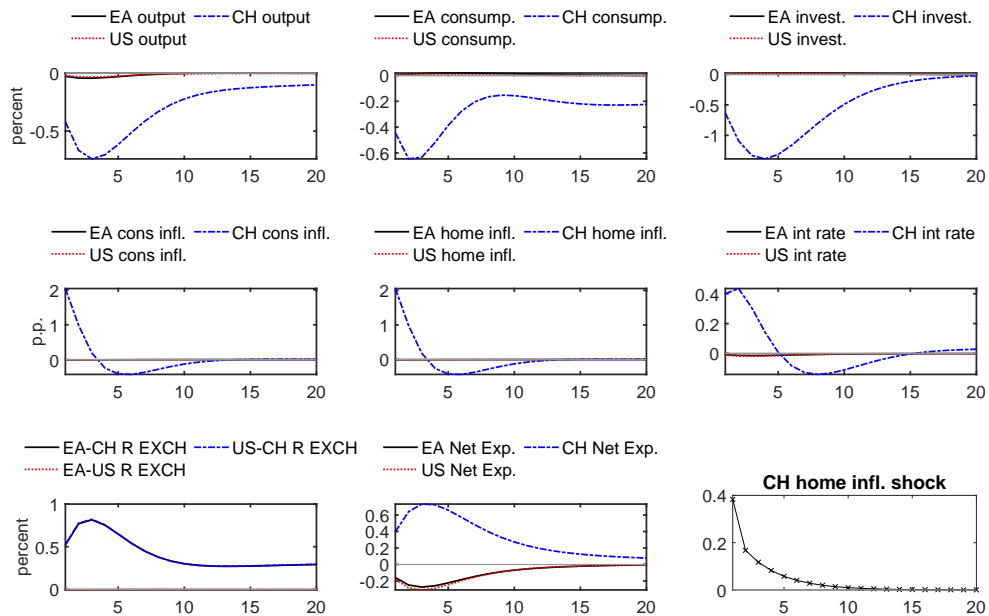 EA output CH output
US output
EA consump. CH consump.
US consump.
EA invest. CH invest.
US invest.
percent
0
-0.5
5 10 15 20
0
-0.2
-0.4
-0.6
5 10 15 20
0
-0.5
-1
5 10 15 20
EA cons infl. CH cons infl.
US cons infl.
EA home infl. CH home infl.
US home infl.
EA int rate CH int rate
US int rate
p.p.
2
1
0
5 10 15 20
2
1
0
5 10 15 20
0.4
0.2
0
5 10 15 20
EA-CH R EXCH US-CH R EXCH
EA-US R EXCH
EA Net Exp. CH Net Exp.
US Net Exp.
CH home infl. shock
percent
1
0.5
0
5 10 15 20
0.6
0.4
0.2
0
-0.2
5 10 15 20
0.4
0.2
0
5 10 15 20